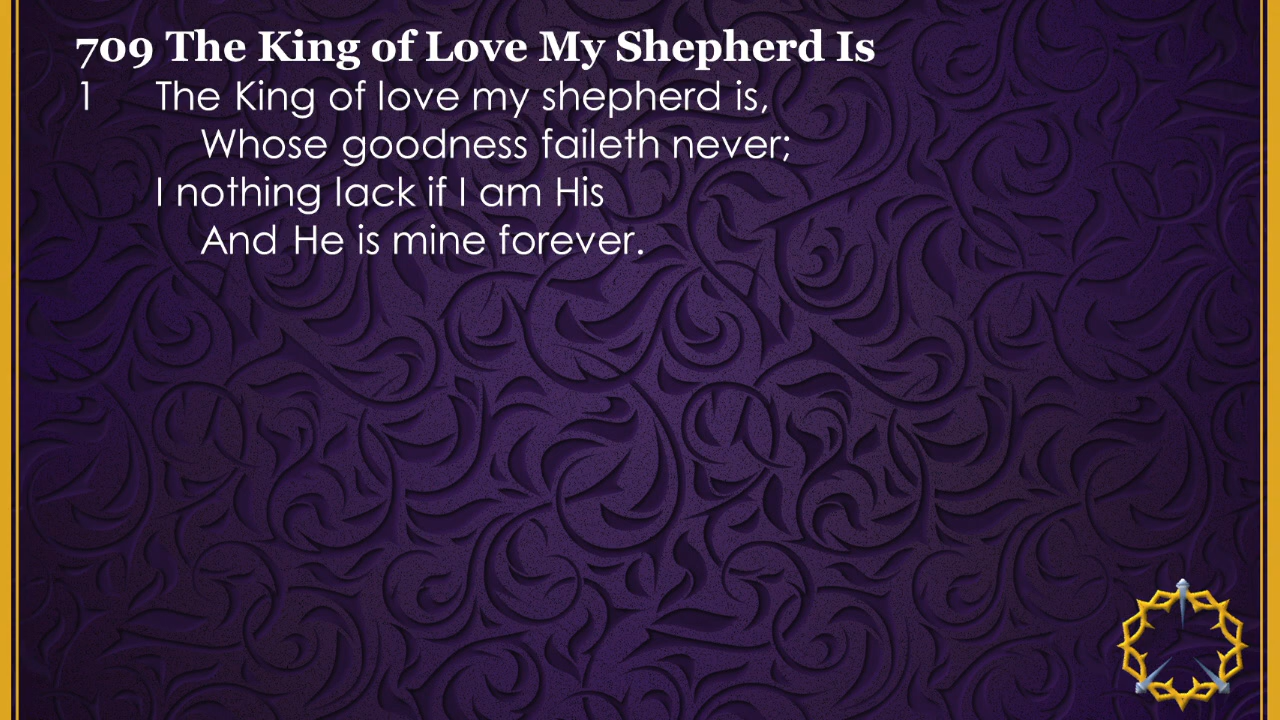 709 The King of Love My Shepherd Is
1 The King of love my shepherd is,
Whose goodness faileth never;
I nothing lack if I am His
And He is mine forever.